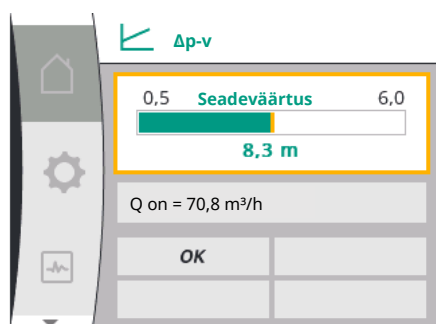 Δp-v
0,5 Seadeväärtus 6,0
8,3 m
Q on = 70,8 m³/h
OK